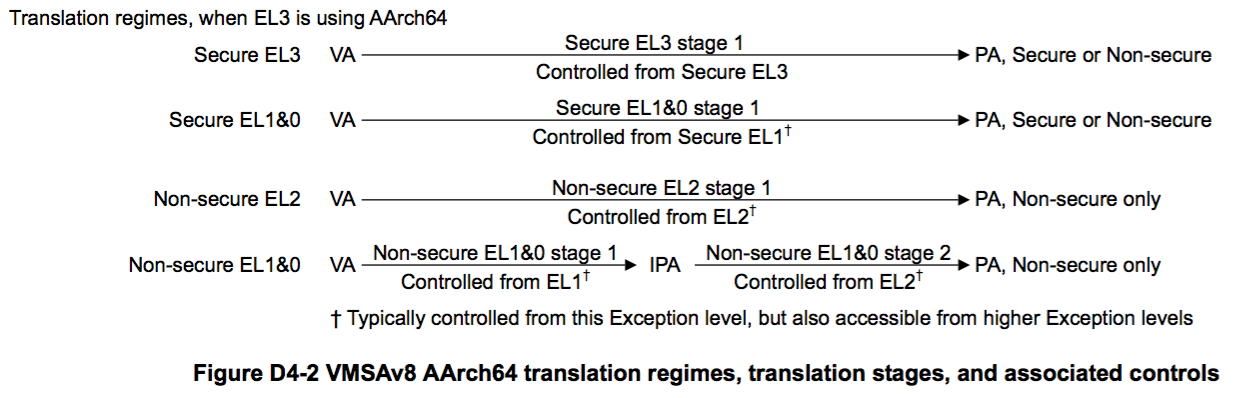 Translation regimes, when EL3 is using AArch64
Secure EL3 VA Secure EL3 stage 1 PA, Secure or Non-secure
Controlled from Secure EL3
Secure EL1&0 VA Secure EL1&0 stage 1 PA, Secure or Non-secure
Controlled from Secure EL1†
Non-secure EL2 VA Non-secure EL2 stage 1 PA, Non-secure only
Controlled from EL2†
Non-secure EL1&0 VA Non-secure EL1&0 stage 1 IPA Non-secure EL1&0 stage 2 PA, Non-secure only
Controlled from EL1† Controlled from EL2†
† Typically controlled from this Exception level, but also accessible from higher Exception levels
Figure D4-2 VMSAv8 AArch64 translation regimes, translation stages, and associated controls